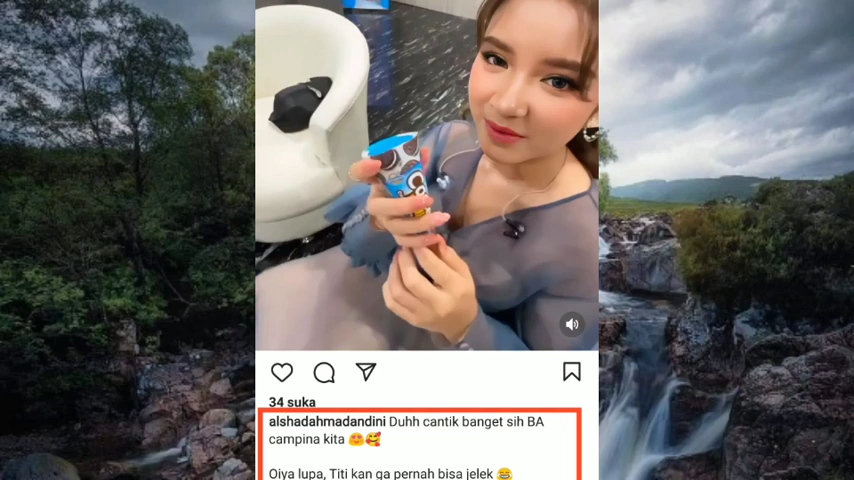 34 suka
alshadahmadandini Duhh cantik banget sih BA
campina kita 😍🥰
Oiya lupa, Titi kan ga pernah bisa jelek 😂